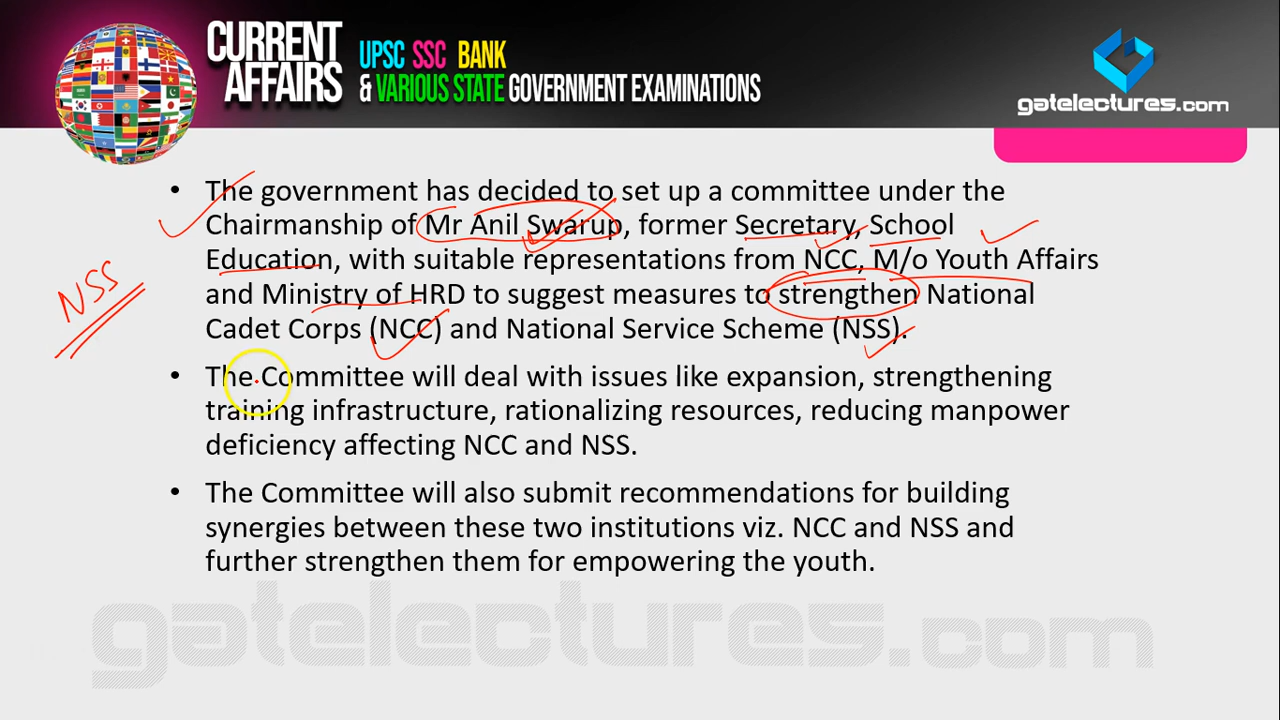 CURRENT
AFFAIRS
UPSC SSC BANK
& VARIOUS STATE GOVERNMENT EXAMINATIONS
gatelectures.com
• The government has decided to set up a committee under the
Chairmanship of Mr Anil Swarup, former Secretary, School
Education, with suitable representations from NCC, M/o Youth Affairs
and Ministry of HRD to suggest measures to strengthen National
Cadet Corps (NCC) and National Service Scheme (NSS).
NSS
• The Committee will deal with issues like expansion, strengthening
training infrastructure, rationalizing resources, reducing manpower
deficiency affecting NCC and NSS.
• The Committee will also submit recommendations for building
synergies between these two institutions viz. NCC and NSS and
further strengthen them for empowering the youth.
gatelectures.com